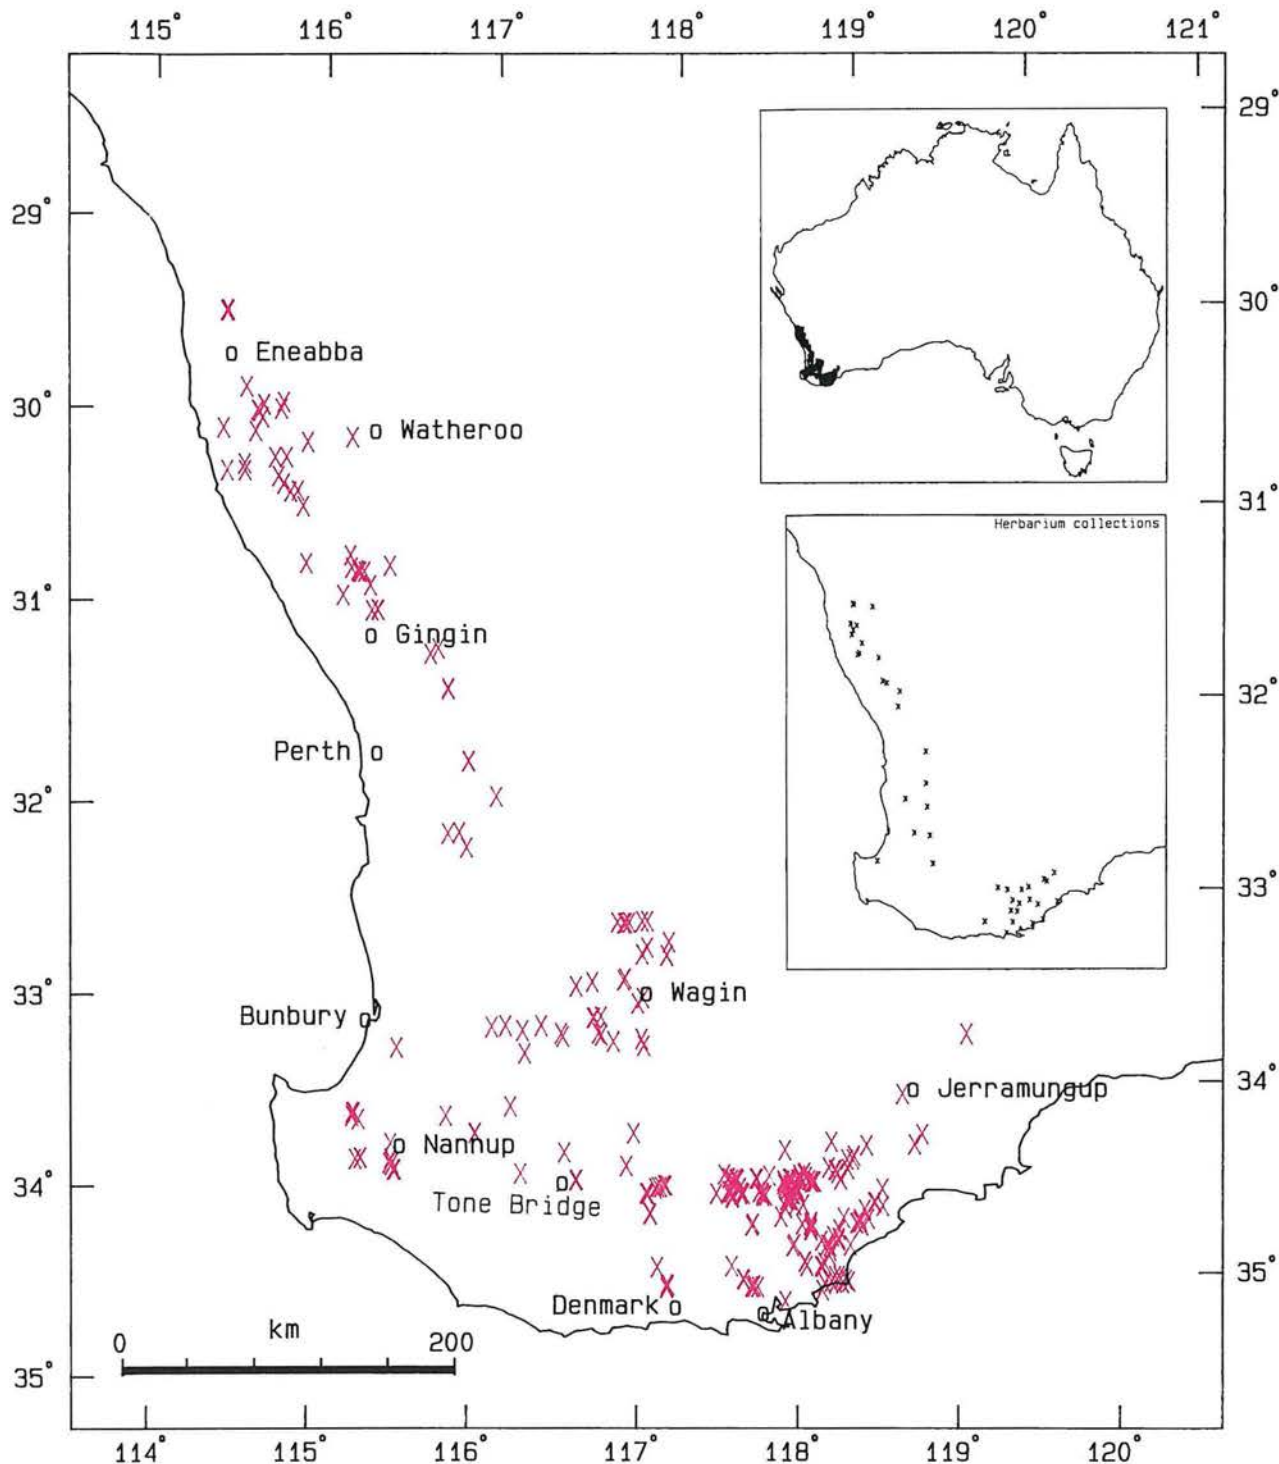 115° 116° 117° 118° 119° 120° 121°
29°
29°
30°
Eneabba
30°
Watheroo
31°
Herbarium collections
31°
Gingin
32°
Perth
32°
33°
33°
Wagin
Bunbury
34°
Jerramungup
Nannup
34°
Tone Bridge
35°
Denmark
Albany
0 km 200
35°
114° 115° 116° 117° 118° 119° 120°